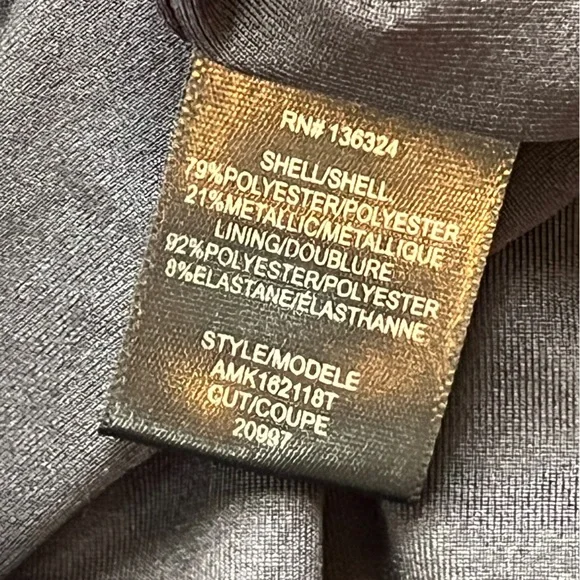 RN# 136324
SHELL/SHELL
79%POLYESTER/POLYESTER
21%METALLIC/METALLIQUE
LINING/DOUBLURE
92%POLYESTER/POLYESTER
8%ELASTANE/ÉLASTHANNE
STYLE/MODELE
AMK162118T
CUT/COUPE
20997